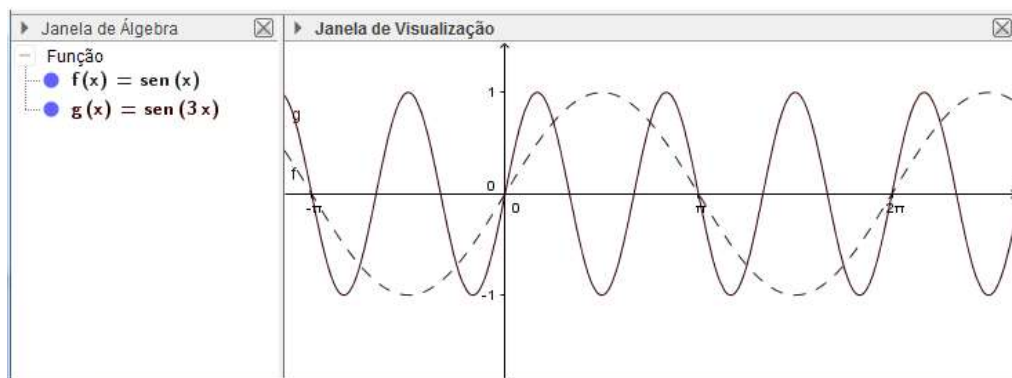 Janela de Álgebra
Função
f(x) = sen (x)
g(x) = sen (3 x)
Janela de Visualização
1
g
f
0
-π
0
π
2π
-1